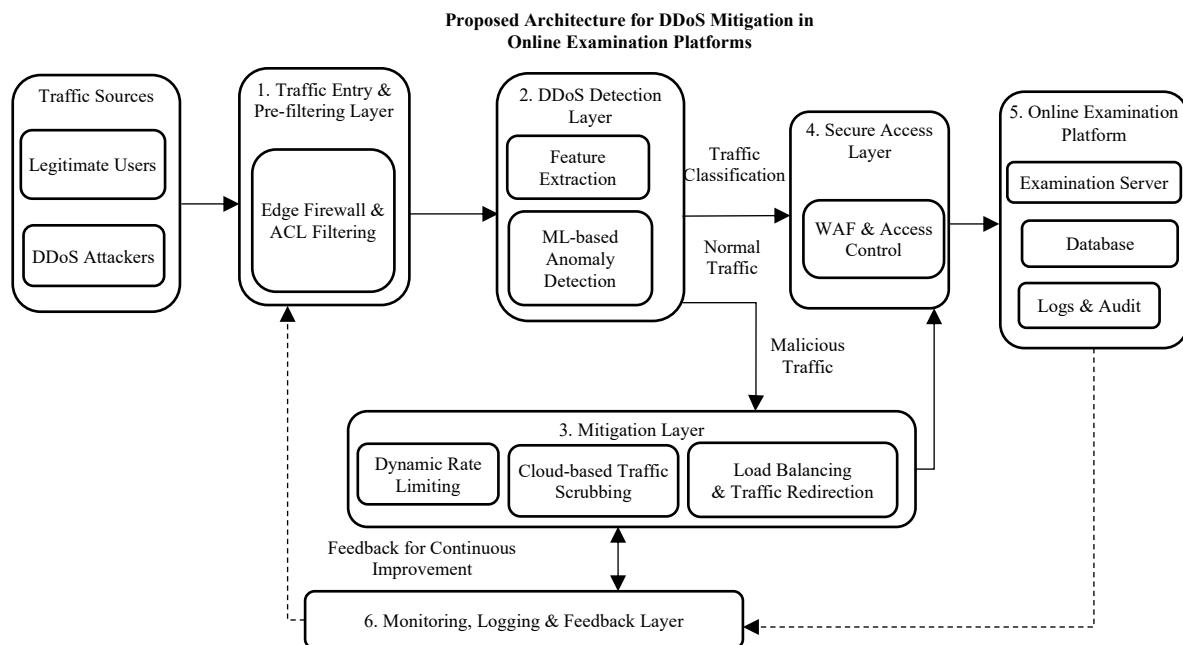 Proposed Architecture for DDoS Mitigation in
Online Examination Platforms
Traffic Sources
Legitimate Users
DDoS Attackers
1. Traffic Entry &
Pre-filtering Layer
Edge Firewall &
ACL Filtering
2. DDoS Detection
Layer
Feature
Extraction
ML-based
Anomaly
Detection
Traffic
Classification
Normal
Traffic
Malicious
Traffic
4. Secure Access
Layer
WAF & Access
Control
5. Online Examination
Platform
Examination Server
Database
Logs & Audit
3. Mitigation Layer
Dynamic Rate
Limiting
Cloud-based Traffic
Scrubbing
Load Balancing
& Traffic Redirection
Feedback for Continuous
Improvement
6. Monitoring, Logging & Feedback Layer